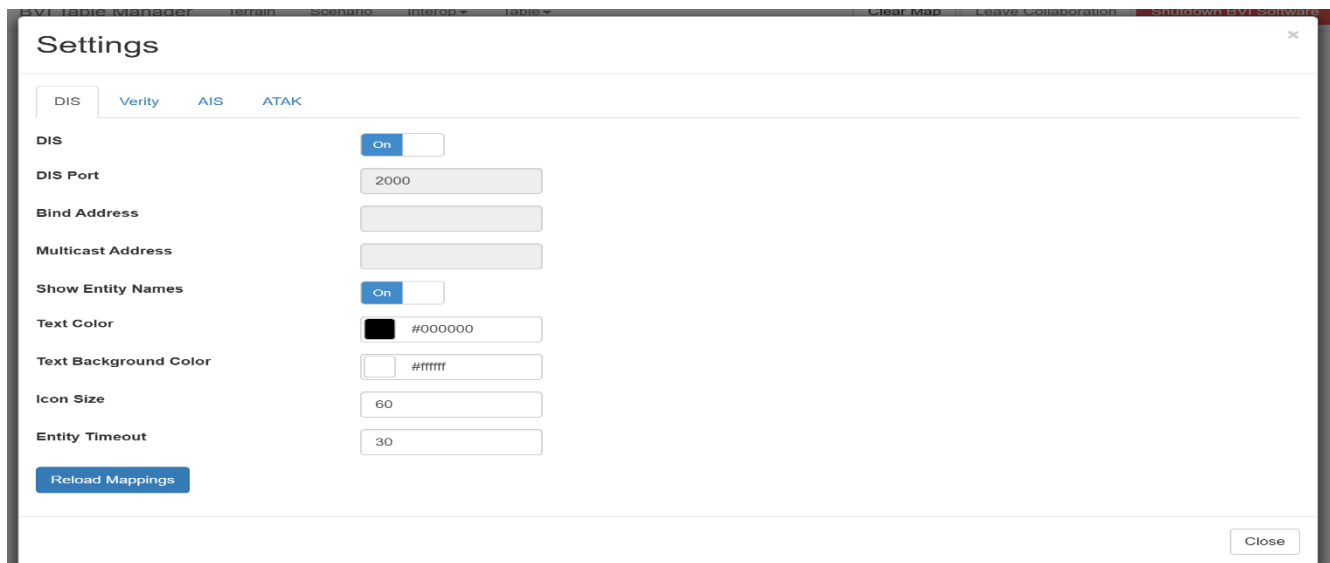 BVI Table Manager Terrain Scenario Interop Table Clear Map Leave Collaboration Shutdown BVI Software
Settings ×
DIS Verity AIS ATAK
DIS On
DIS Port 2000
Bind Address
Multicast Address
Show Entity Names On
Text Color #000000
Text Background Color #ffffff
Icon Size 60
Entity Timeout 30
Reload Mappings
Close